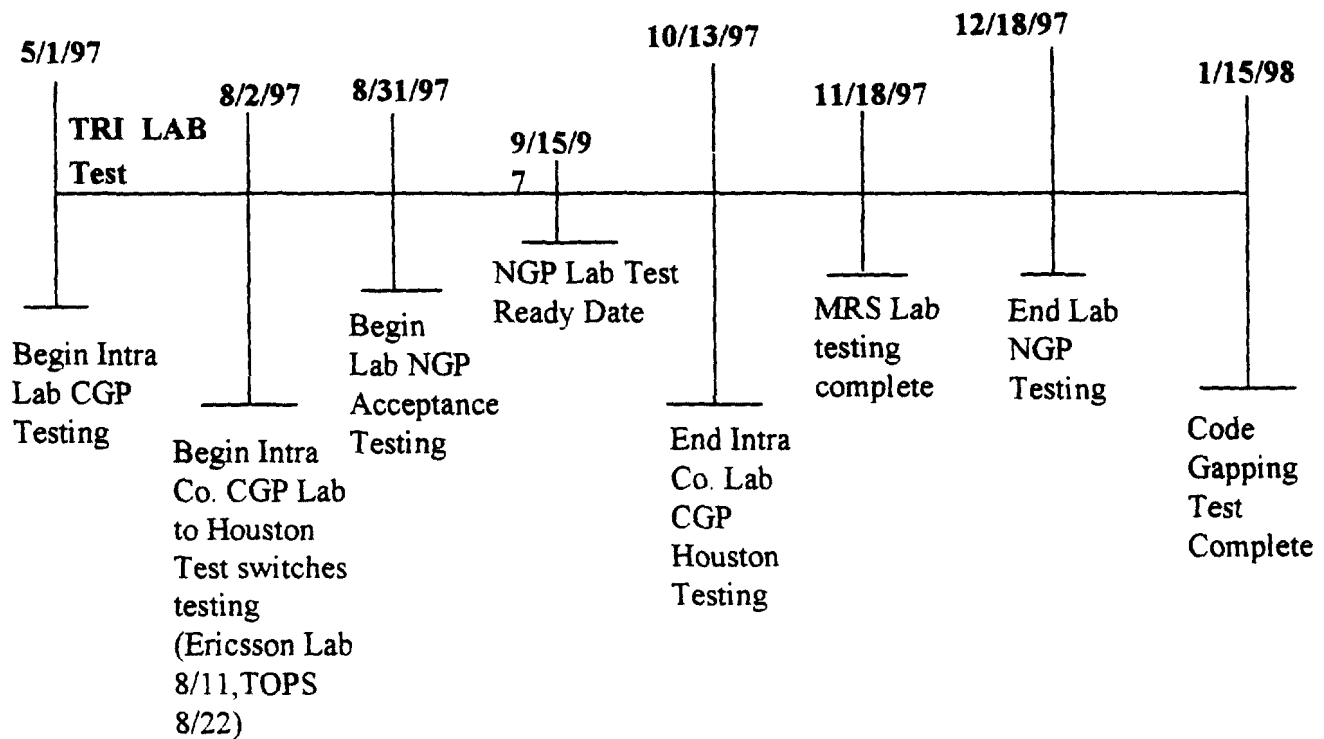 5/1/97
8/2/97
8/31/97
9/15/9
7
10/13/97
11/18/97
12/18/97
1/15/98
TRI LAB
Test
Begin Intra
Lab CGP
Testing
Begin Intra
Co. CGP Lab
to Houston
Test switches
testing
(Ericsson Lab
8/11,TOPS
8/22)
Begin
Lab NGP
Acceptance
Testing
NGP Lab Test
Ready Date
End Intra
Co. Lab
CGP
Houston
Testing
MRS Lab
testing
complete
End Lab
NGP
Testing
Code
Gapping
Test
Complete